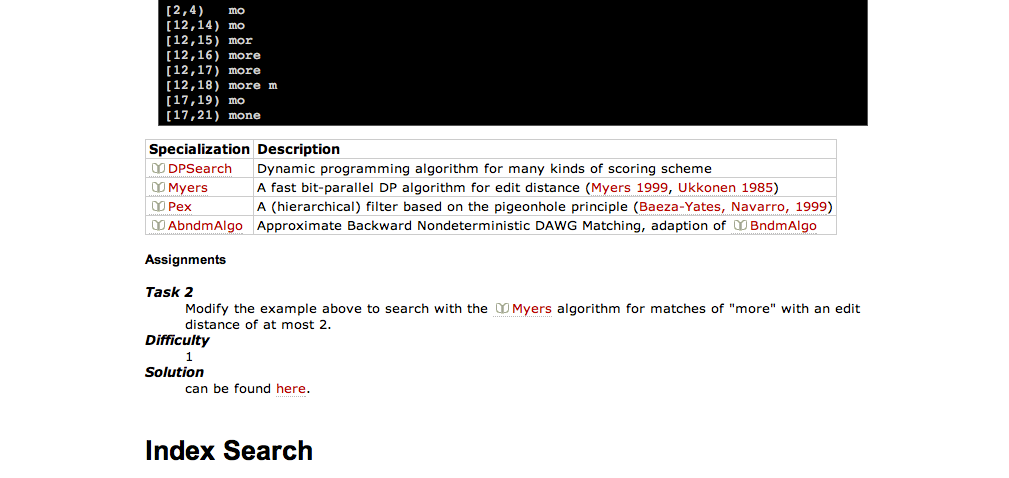 [2,4) mo
[12,14) mo
[12,15) mor
[12,16) more
[12,17) more
[12,18) more m
[17,19) mo
[17,21) mone
Specialization Description
DPSearch Dynamic programming algorithm for many kinds of scoring scheme
Myers A fast bit-parallel DP algorithm for edit distance (Myers 1999, Ukkonen 1985)
Pex A (hierarchical) filter based on the pigeonhole principle (Baeza-Yates, Navarro, 1999)
AbndmAlgo Approximate Backward Nondeterministic DAWG Matching, adaption of BndmAlgo
Assignments
Task 2
Modify the example above to search with the Myers algorithm for matches of "more" with an edit
distance of at most 2.
Difficulty
1
Solution
can be found here.
Index Search